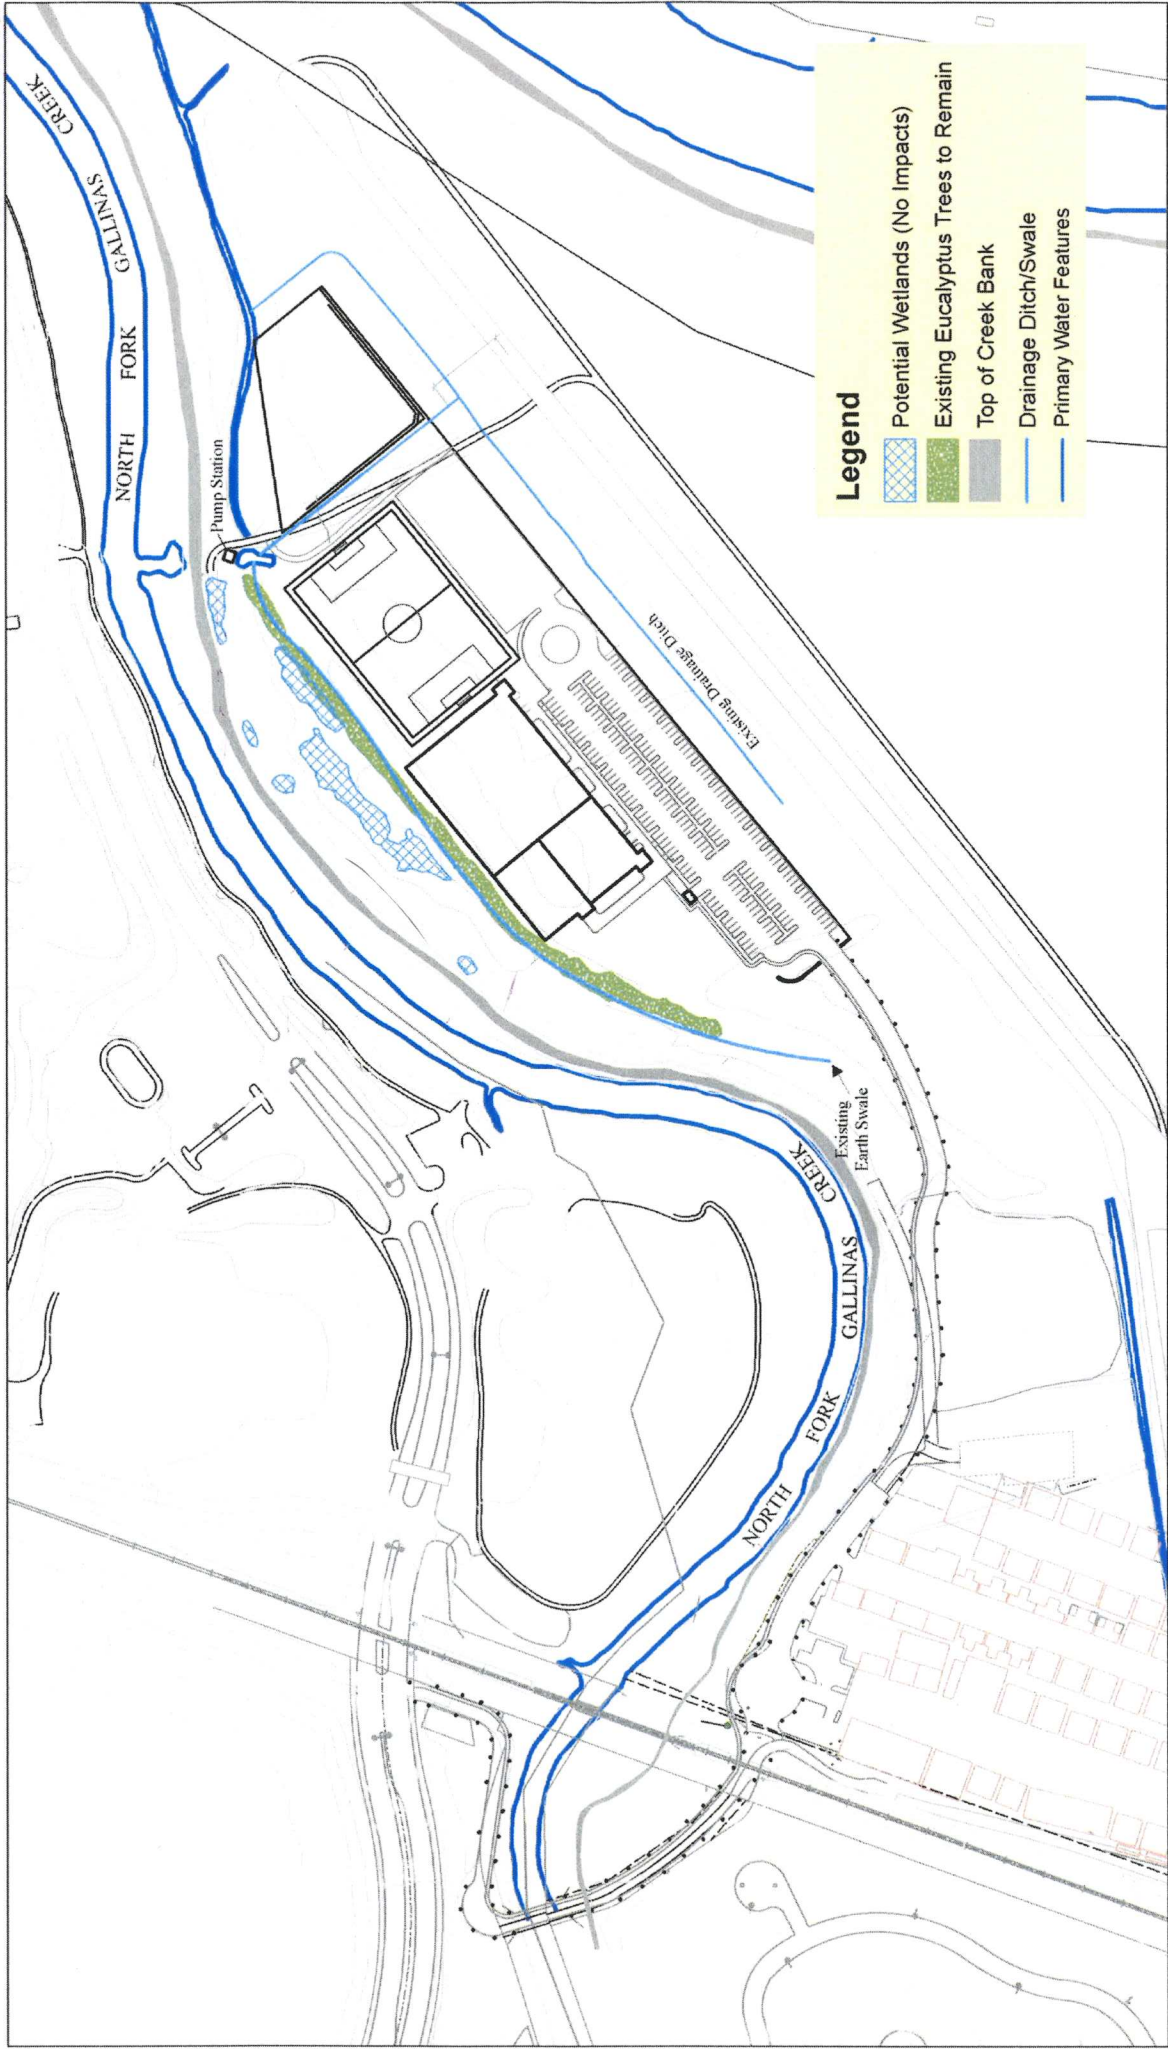 NORTH FORK GALLINAS CREEK
Pump Station
Existing Drainage Ditch
Existing
Earth Swale
NORTH FORK GALLINAS CREEK
Legend
Potential Wetlands (No Impacts)
Existing Eucalyptus Trees to Remain
Top of Creek Bank
Drainage Ditch/Swale
Primary Water Features